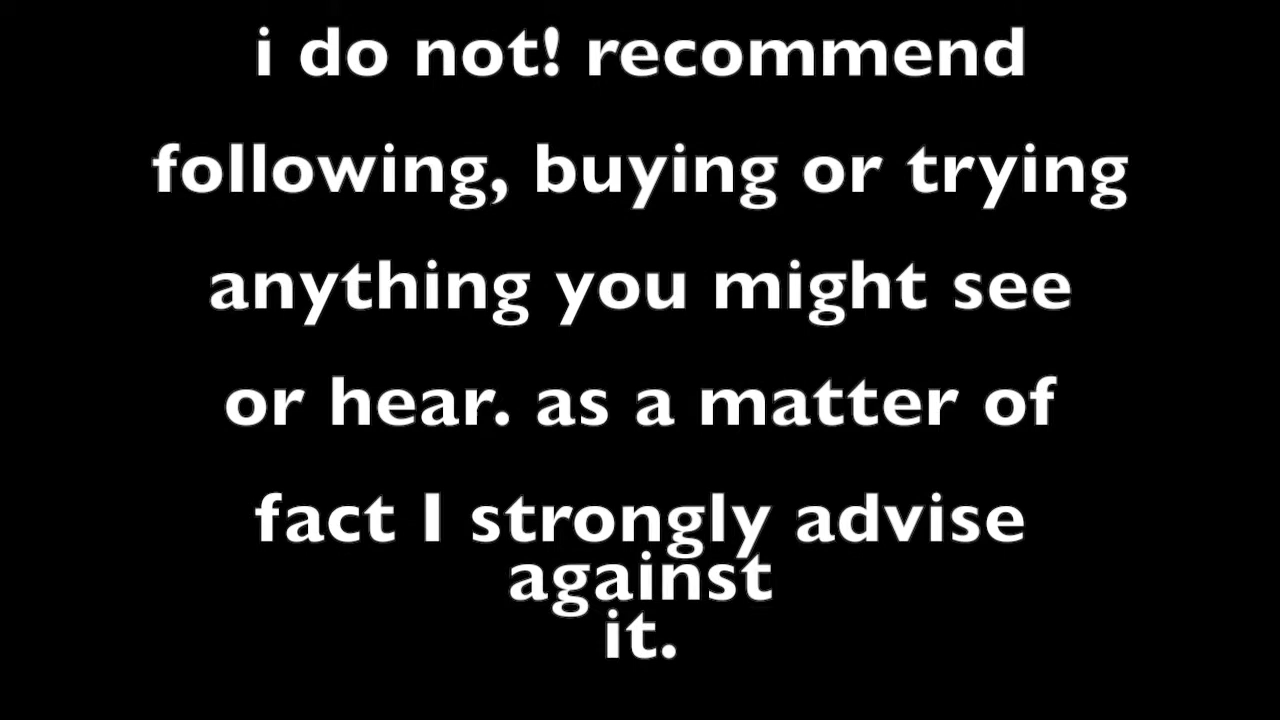 i do not! recommend
following, buying or trying
anything you might see
or hear. as a matter of
fact I strongly advise
against
it.